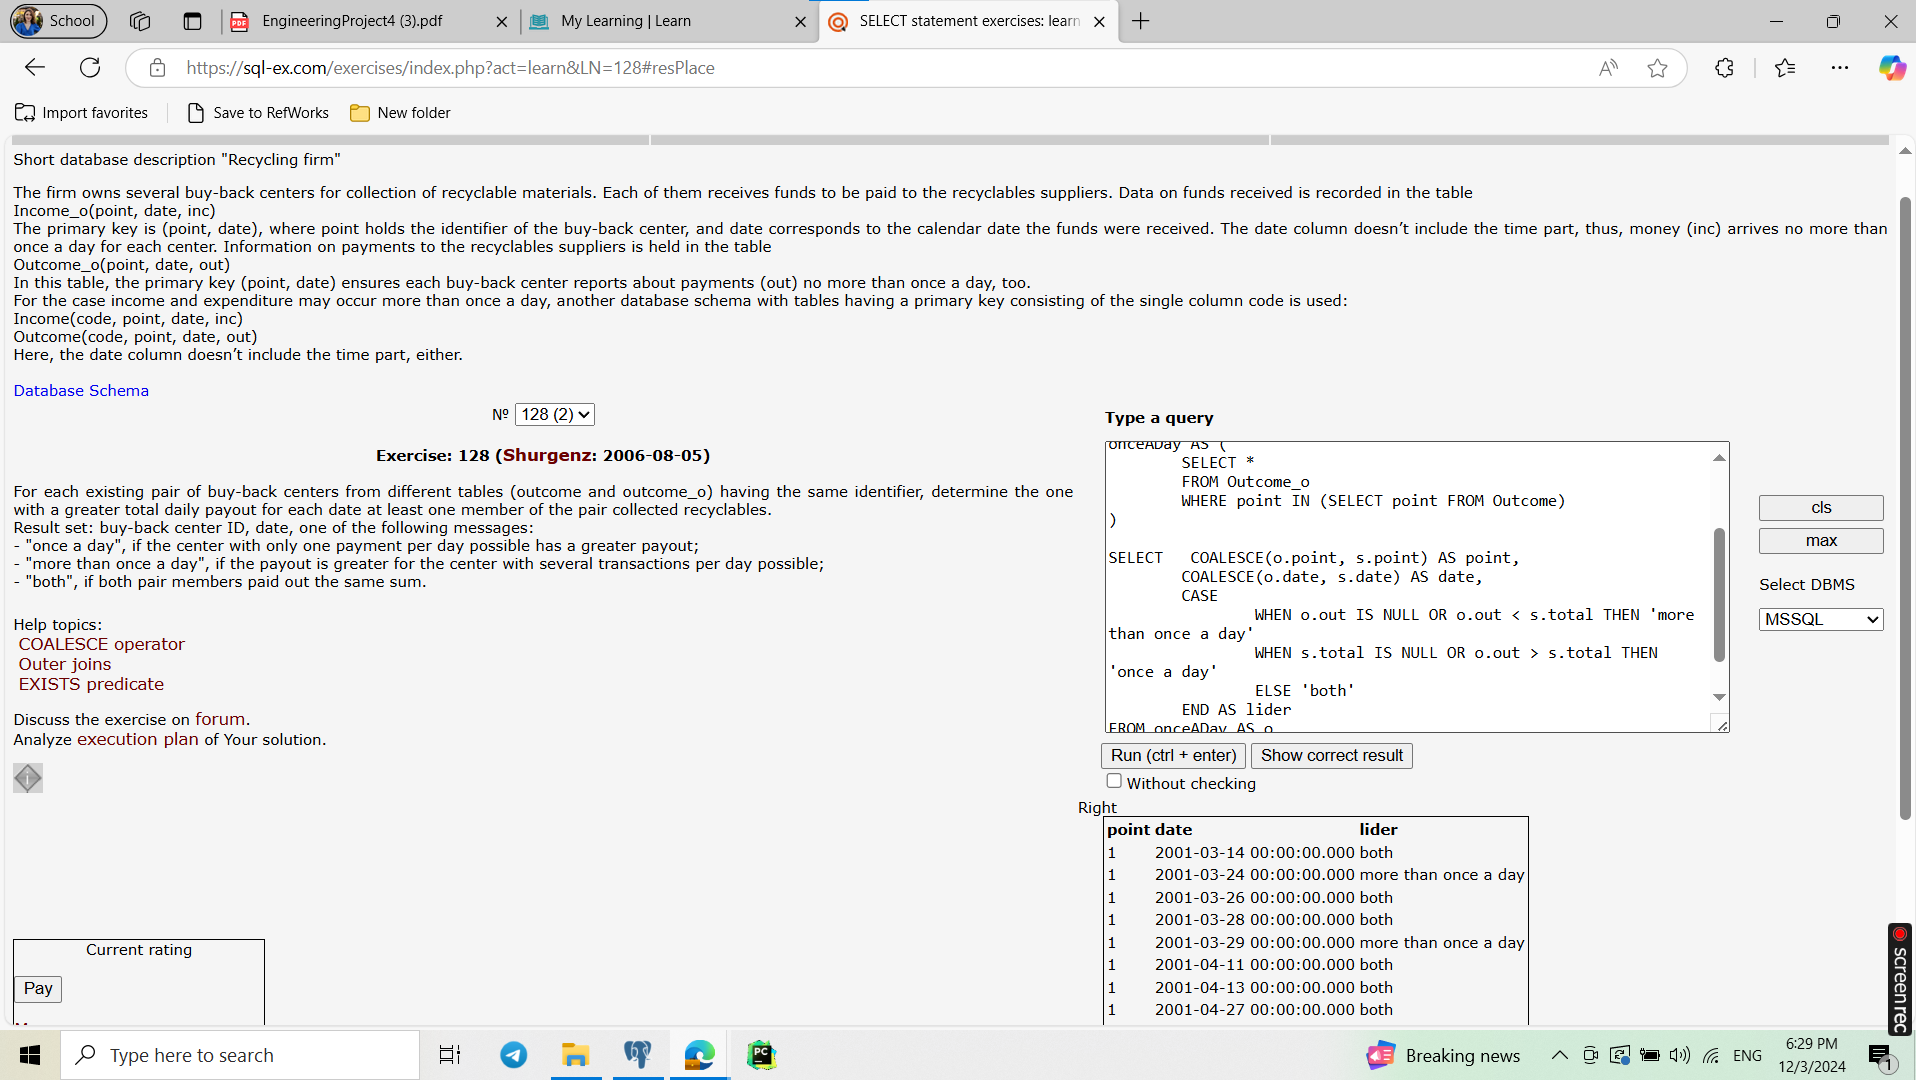 School
EngineeringProject4 (3).pdf
My Learning | Learn
SELECT statement exercises: learn
https://sql-ex.com/exercises/index.php?act=learn&LN=128#resPlace
Import favorites
Save to RefWorks
New folder
Short database description "Recycling firm"
The firm owns several buy-back centers for collection of recyclable materials. Each of them receives funds to be paid to the recyclables suppliers. Data on funds received is recorded in the table
Income_o(point, date, inc)
The primary key is (point, date), where point holds the identifier of the buy-back center, and date corresponds to the calendar date the funds were received. The date column doesn’t include the time part, thus, money (inc) arrives no more than
once a day for each center. Information on payments to the recyclables suppliers is held in the table
Outcome_o(point, date, out)
In this table, the primary key (point, date) ensures each buy-back center reports about payments (out) no more than once a day, too.
For the case income and expenditure may occur more than once a day, another database schema with tables having a primary key consisting of the single column code is used:
Income(code, point, date, inc)
Outcome(code, point, date, out)
Here, the date column doesn’t include the time part, either.
Database Schema
Nº 128 (2)
Exercise: 128 (Shurgenz: 2006-08-05)
For each existing pair of buy-back centers from different tables (outcome and outcome_o) having the same identifier, determine the one
with a greater total daily payout for each date at least one member of the pair collected recyclables.
Result set: buy-back center ID, date, one of the following messages:
- "once a day", if the center with only one payment per day possible has a greater payout;
- "more than once a day", if the payout is greater for the center with several transactions per day possible;
- "both", if both pair members paid out the same sum.
Help topics:
COALESCE operator
Outer joins
EXISTS predicate
Discuss the exercise on forum.
Analyze execution plan of Your solution.
Current rating
Pay
Type a query
onceADay AS (
SELECT *
FROM Outcome_o
WHERE point IN (SELECT point FROM Outcome)
)
SELECT COALESCE(o.point, s.point) AS point,
COALESCE(o.date, s.date) AS date,
CASE
WHEN o.out IS NULL OR o.out < s.total THEN 'more
than once a day'
WHEN s.total IS NULL OR o.out > s.total THEN
'once a day'
ELSE 'both'
END AS lider
FROM onceADay AS o
cls
max
Select DBMS
MSSQL
Run (ctrl + enter)
Show correct result
Without checking
Right
point date lider
1 2001-03-14 00:00:00.000 both
1 2001-03-24 00:00:00.000 more than once a day
1 2001-03-26 00:00:00.000 both
1 2001-03-28 00:00:00.000 both
1 2001-03-29 00:00:00.000 more than once a day
1 2001-04-11 00:00:00.000 both
1 2001-04-13 00:00:00.000 both
1 2001-04-27 00:00:00.000 both
screenrec
Type here to search
PC
Breaking news
ENG
6:29 PM
12/3/2024
1